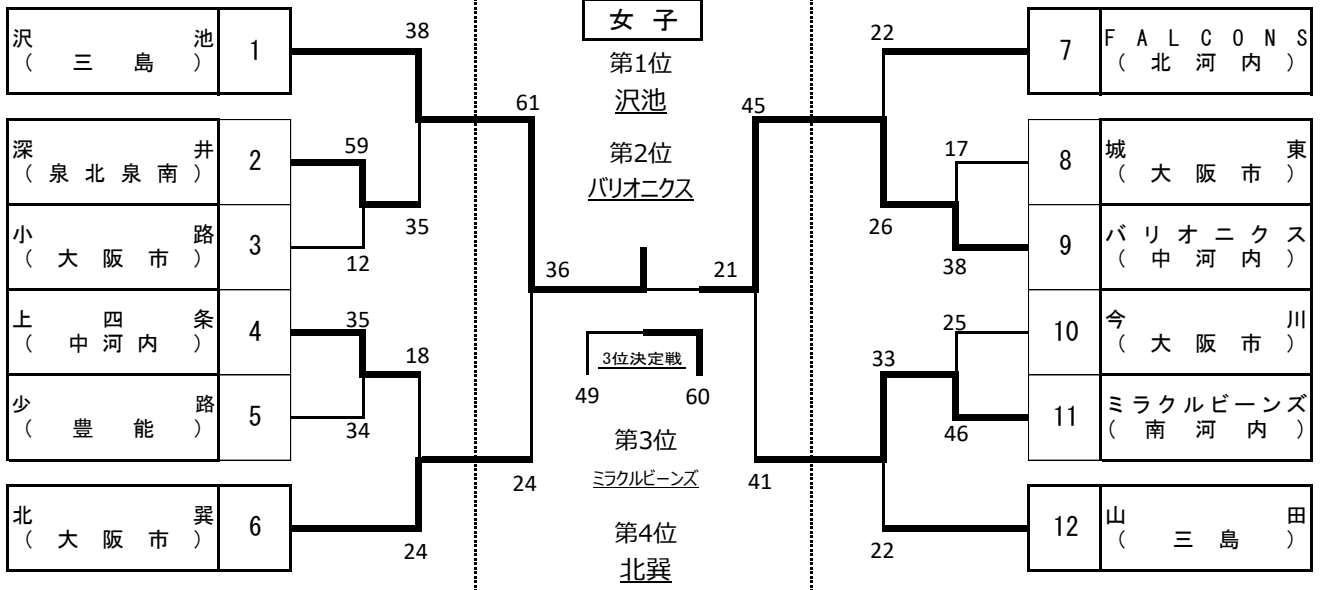 女子
沢池
(三島)
1
38
深井
(泉北泉南)
2
59
35
小路
(大阪市)
3
12
上四条
(中河内)
4
35
18
少路
(豊能)
5
34
北巽
(大阪市)
6
24
61
36
24
第1位
沢池
第2位
バリオニクス
3位決定戦
49
60
第3位
ミラクルビーンズ
第4位
北巽
45
21
41
22
7
FALCONS
(北河内)
17
8
城東
(大阪市)
26
38
9
バリオニクス
(中河内)
25
10
今川
(大阪市)
33
46
11
ミラクルビーンズ
(南河内)
22
12
山田
(三島)